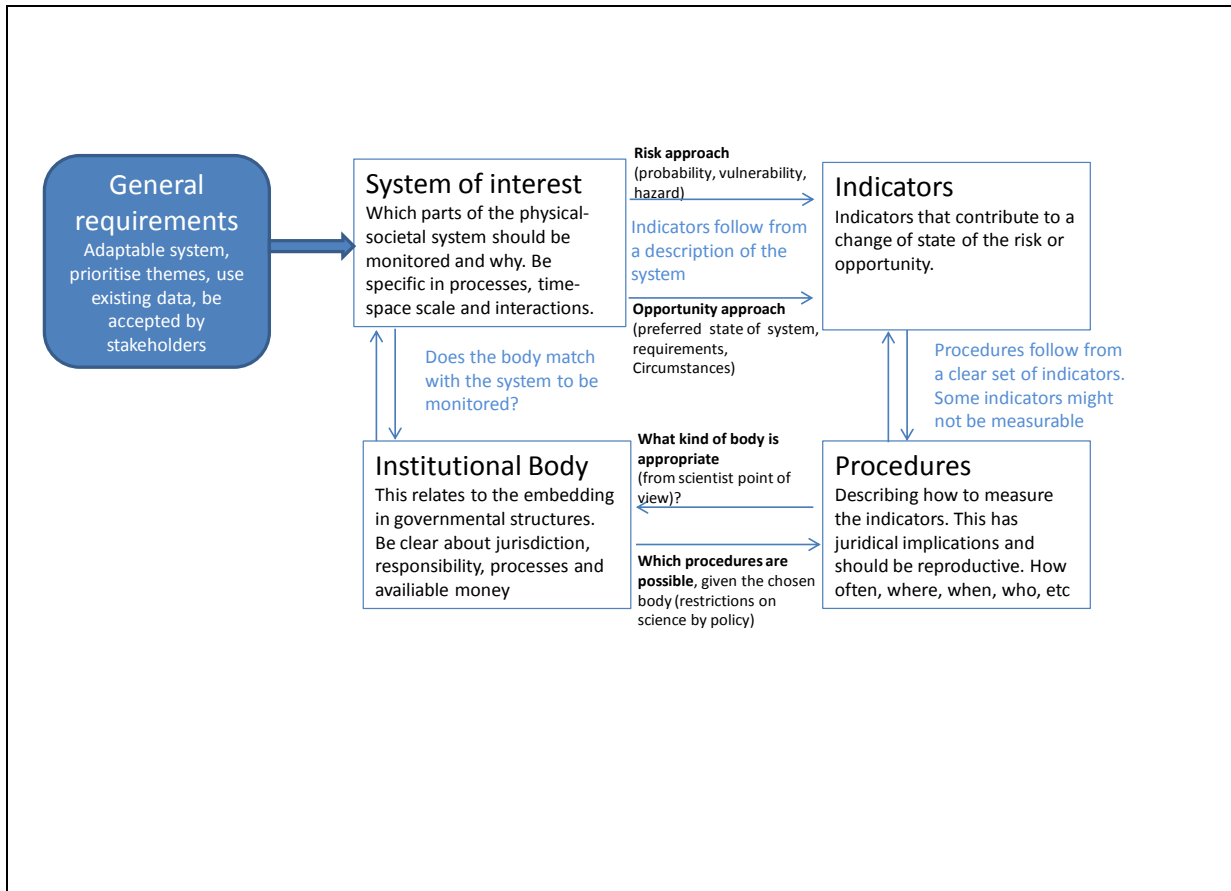 General
requirements
Adaptable system,
prioritise themes, use
existing data, be
accepted by
stakeholders
System of interest
Which parts of the physical-
societal system should be
monitored and why. Be
specific in processes, time-
space scale and interactions.
Risk approach
(probability, vulnerability,
hazard)
Indicators follow from
a description of the
system
Opportunity approach
(preferred state of system,
requirements,
Circumstances)
Indicators
Indicators that contribute to a
change of state of the risk or
opportunity.
Does the body match
with the system to be
monitored?
Procedures follow from
a clear set of indicators.
Some indicators might
not be measurable
Institutional Body
This relates to the embedding
in governmental structures.
Be clear about jurisdiction,
responsibility, processes and
availiable money
What kind of body is
appropriate
(from scientist point of
view)?
Which procedures are
possible, given the chosen
body (restrictions on
science by policy)
Procedures
Describing how to measure
the indicators. This has
juridical implications and
should be reproductive. How
often, where, when, who, etc